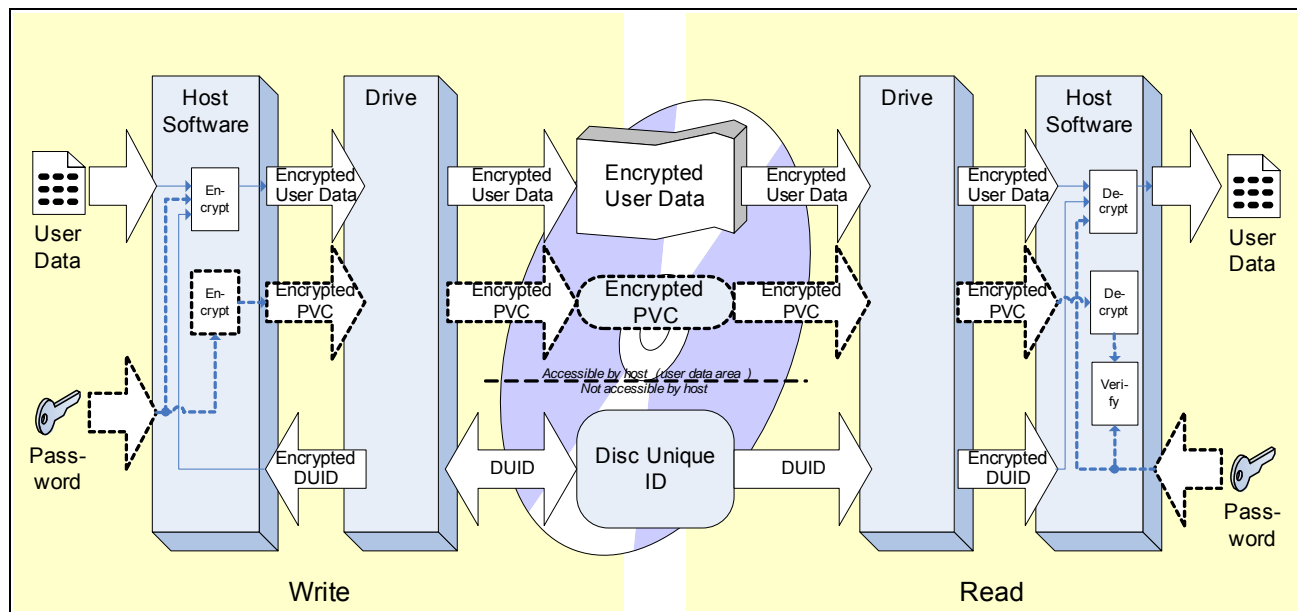 Host
Software
Drive
Drive
Host
Software
User
Data
En-
crypt
Encrypted
User Data
Encrypted
User Data
Encrypted
User Data
Encrypted
User Data
Encrypted
User Data
De-
crypt
User
Data
En-
crypt
Encrypted
PVC
Encrypted
PVC
Encrypted
PVC
Encrypted
PVC
Encrypted
PVC
De-
crypt
Accessible by host (user data area )
Not accessible by host
Veri-
fy
Pass-
word
Encrypted
DUID
DUID
Disc Unique
ID
DUID
Encrypted
DUID
Pass-
word
Write
Read